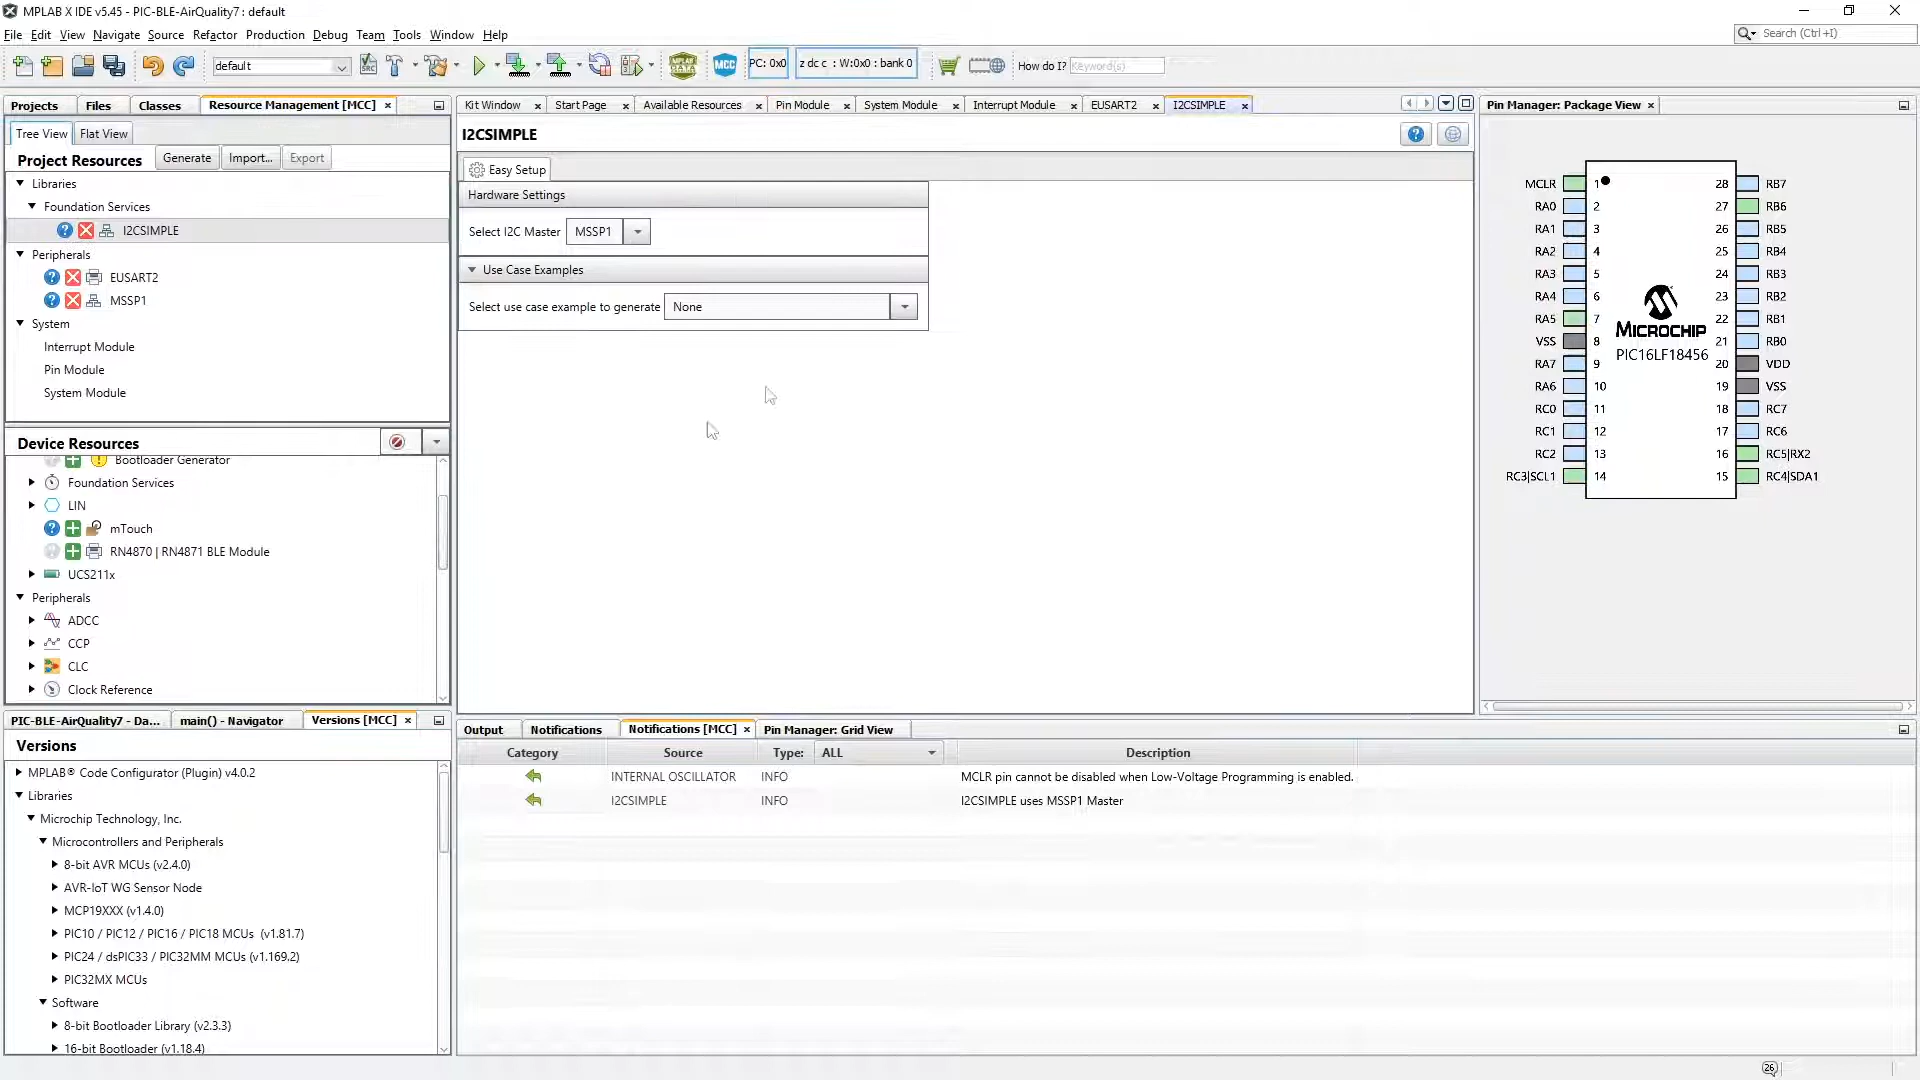 MPLAB X IDE v5.45 - PIC-BLE-AirQuality7 : default
File Edit View Navigate Source Refactor Production Debug Team Tools Window Help
Search (Ctrl+I)
default
SRC
MPLAB DATA
MCC
PC: 0x0
z dc c : W:0x0 : bank 0
How do I? Keyword(s)
Projects Files Classes Resource Management [MCC]
Tree View Flat View
Project Resources Generate Import... Export
Libraries
Foundation Services
I2CSIMPLE
Peripherals
EUSART2
MSSP1
System
Interrupt Module
Pin Module
System Module
Device Resources
Bootloader Generator
Foundation Services
LIN
mTouch
RN4870 | RN4871 BLE Module
UCS211x
Peripherals
ADCC
CCP
CLC
Clock Reference
PIC-BLE-AirQuality7 - Da... main() - Navigator Versions [MCC]
Versions
MPLAB® Code Configurator (Plugin) v4.0.2
Libraries
Microchip Technology, Inc.
Microcontrollers and Peripherals
8-bit AVR MCUs (v2.4.0)
AVR-IoT WG Sensor Node
MCP19XXX (v1.4.0)
PIC10 / PIC12 / PIC16 / PIC18 MCUs (v1.81.7)
PIC24 / dsPIC33 / PIC32MM MCUs (v1.169.2)
PIC32MX MCUs
Software
8-bit Bootloader Library (v2.3.3)
16-bit Bootloader (v1.18.4)
Kit Window Start Page Available Resources Pin Module System Module Interrupt Module EUSART2 I2CSIMPLE
I2CSIMPLE
Easy Setup
Hardware Settings
Select I2C Master MSSP1
Use Case Examples
Select use case example to generate None
Output Notifications Notifications [MCC] Pin Manager: Grid View
Category Source Type: ALL Description
INTERNAL OSCILLATOR INFO MCLR pin cannot be disabled when Low-Voltage Programming is enabled.
I2CSIMPLE INFO I2CSIMPLE uses MSSP1 Master
Pin Manager: Package View
MCLR 1 28 RB7
RA0 2 27 RB6
RA1 3 26 RB5
RA2 4 25 RB4
RA3 5 24 RB3
RA4 6 23 RB2
RA5 7 22 RB1
VSS 8 21 RB0
RA7 9 20 VDD
RA6 10 19 VSS
RC0 11 18 RC7
RC1 12 17 RC6
RC2 13 16 RC5|RX2
RC3|SCL1 14 15 RC4|SDA1
MICROCHIP
PIC16LF18456
26